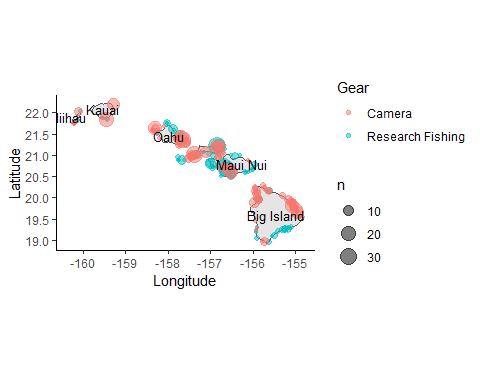 Gear
Camera
Research Fishing
n
10
20
30
Latitude
22.0
21.5
21.0
20.5
20.0
19.5
19.0
Kauai
Niihau
Oahu
Maui Nui
Big Island
-160
-159
-158
-157
-156
-155
Longitude